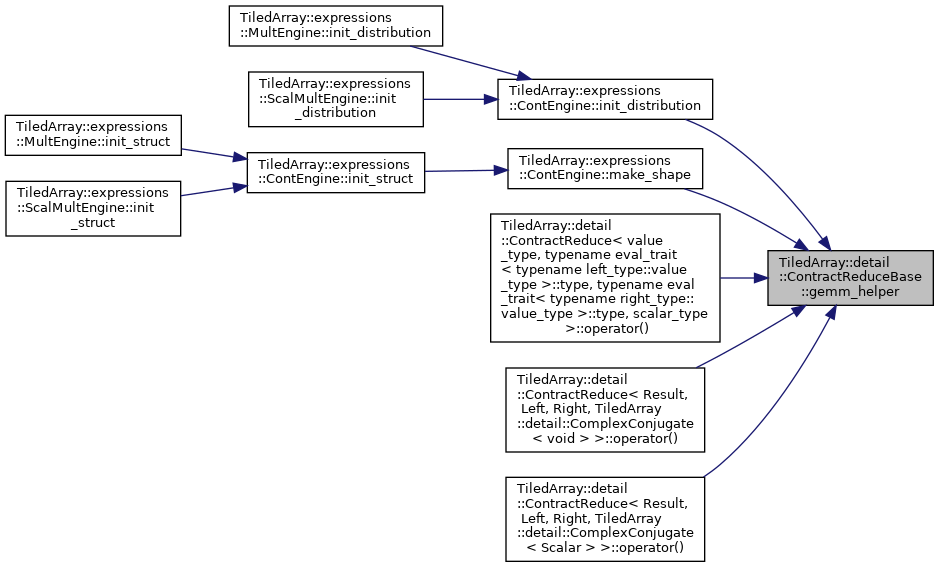 TiledArray::expressions
::MultEngine::init_distribution
TiledArray::expressions
::ScalMultEngine::init
_distribution
TiledArray::expressions
::ContEngine::init_distribution
TiledArray::expressions
::MultEngine::init_struct
TiledArray::expressions
::ScalMultEngine::init
_struct
TiledArray::expressions
::ContEngine::init_struct
TiledArray::expressions
::ContEngine::make_shape
TiledArray::detail
::ContractReduce< value
_type, typename eval_trait
< typename left_type::value
_type >::type, typename eval
_trait< typename right_type::
value_type >::type, scalar_type
>::operator()
TiledArray::detail
::ContractReduceBase
::gemm_helper
TiledArray::detail
::ContractReduce< Result,
Left, Right, TiledArray
::detail::ComplexConjugate
< void > >::operator()
TiledArray::detail
::ContractReduce< Result,
Left, Right, TiledArray
::detail::ComplexConjugate
< Scalar > >::operator()